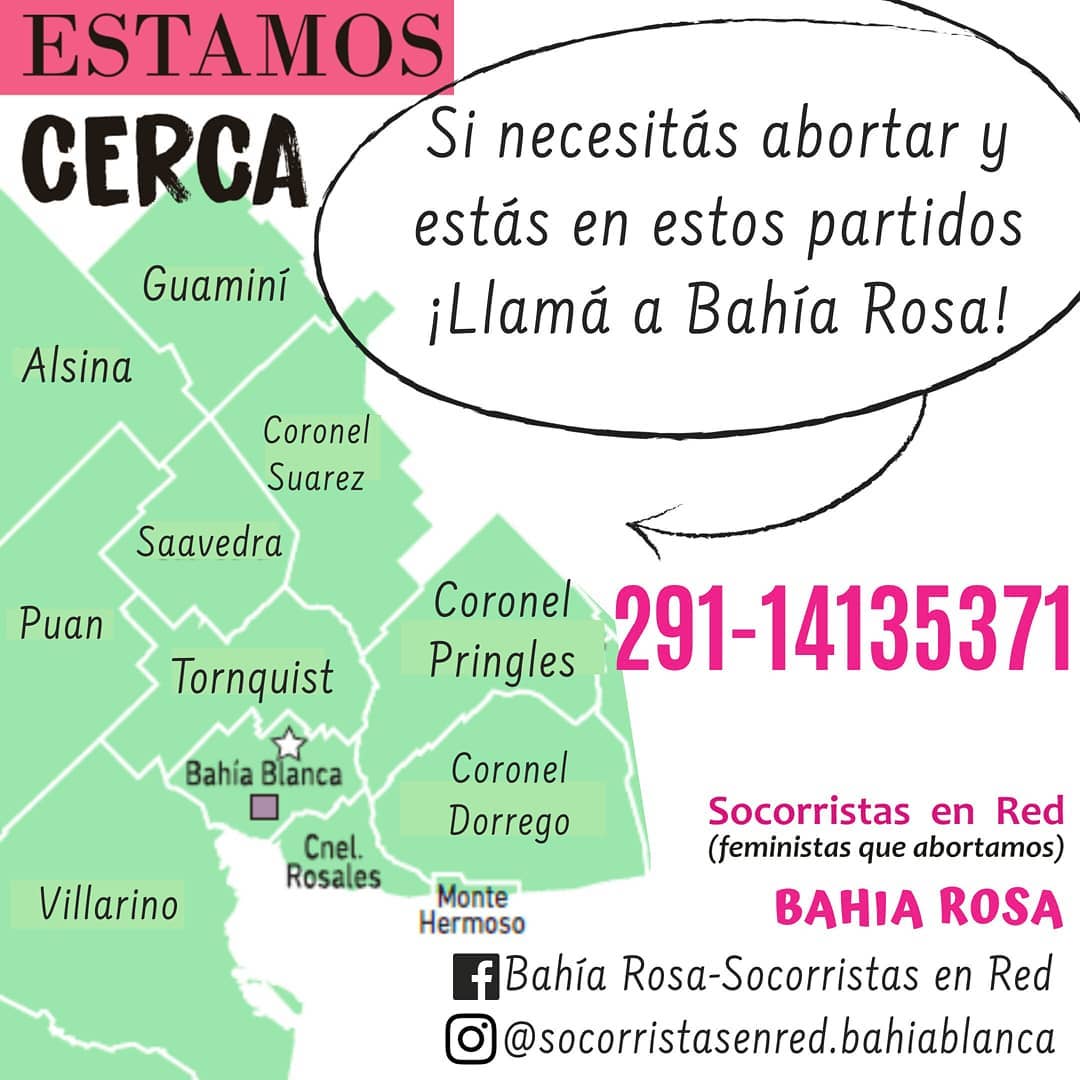 ESTAMOS
CERCA
Si necesitás abortar y
estás en estos partidos
¡Llamá a Bahía Rosa!
Guaminí
Alsina
Coronel
Suarez
Saavedra
Puan
Tornquist
Coronel
Pringles
291-14135371
Bahía Blanca
Coronel
Dorrego
Cnel.
Rosales
Villarino
Monte
Hermoso
Socorristas en Red
(feministas que abortamos)
BAHIA ROSA
Bahía Rosa-Socorristas en Red
@socorristasenred.bahiablanca